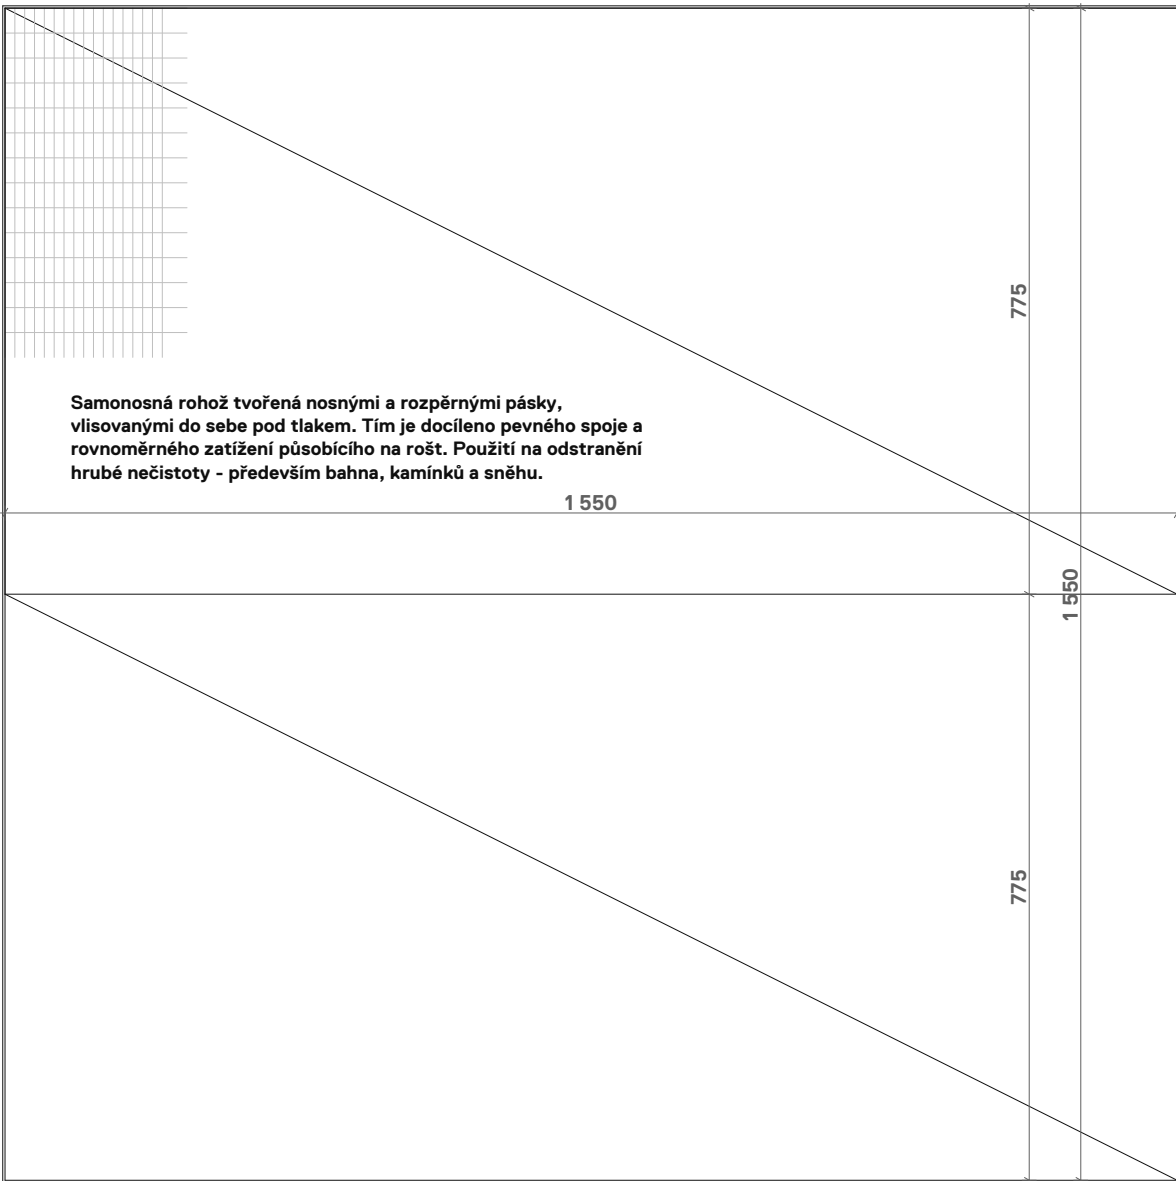 775
Samonosná rohož tvořená nosnými a rozpěrnými pásky,
vlisovanými do sebe pod tlakem. Tím je docíleno pevného spoje a
rovnoměrného zatížení působícího na rošt. Použití na odstranění
hrubé nečistoty - především bahna, kamínků a sněhu.
1 550
1 550
775